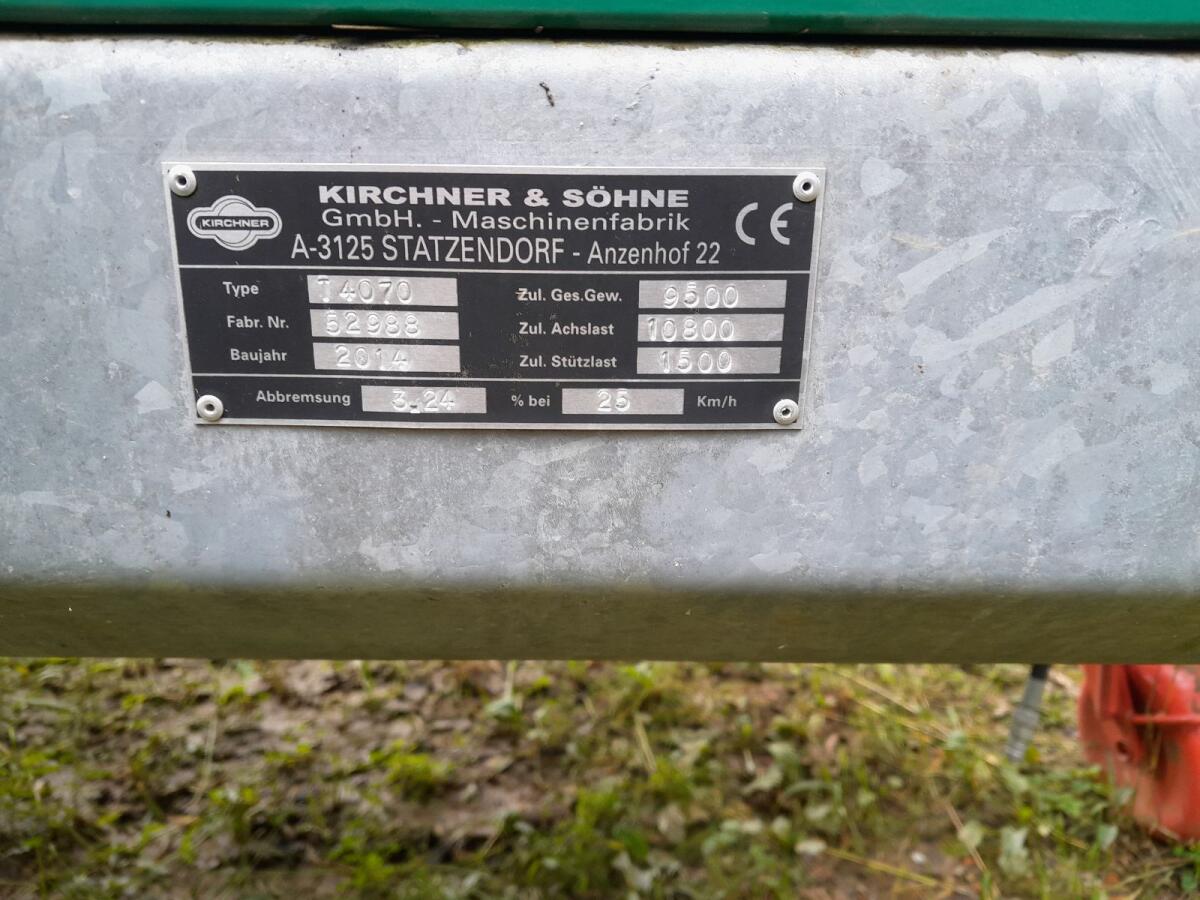 KIRCHNER & SÖHNE
KIRCHNER
GmbH. - Maschinenfabrik
CE
A-3125 STATZENDORF - Anzenhof 22
Type T4070 Zul. Ges.Gew. 9500
Fabr. Nr. 52988 Zul. Achslast 10800
Baujahr 2014 Zul. Stützlast 1500
Abbremsung 3.24 % bei 25 Km/h